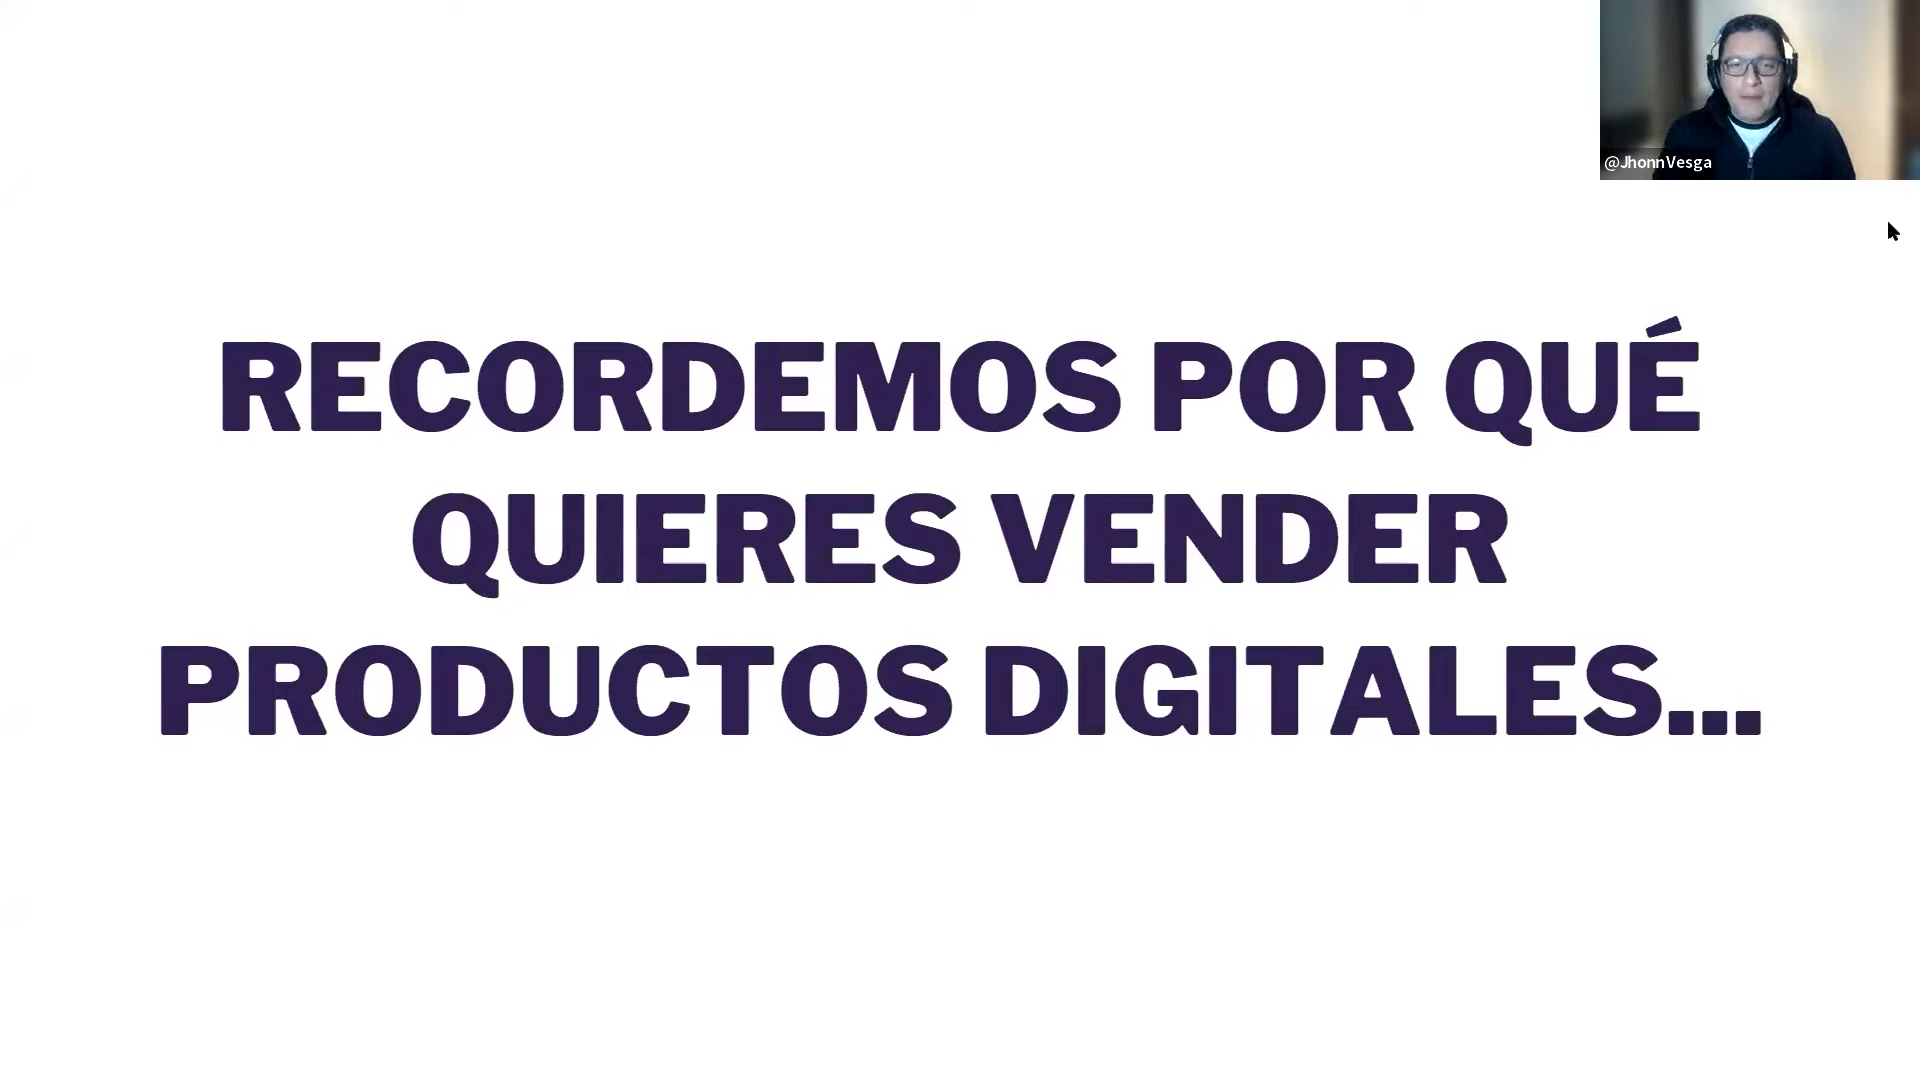 @JhonnVesga
RECORDEMOS POR QUÉ
QUIERES VENDER
PRODUCTOS DIGITALES...